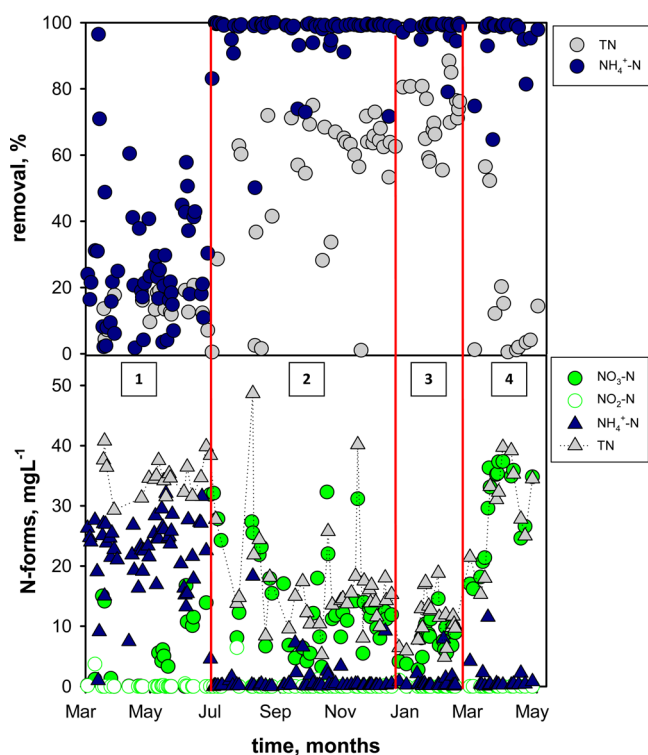 100
80
60
40
20
0
removal, %
TN
NH₄⁺-N
1
2
3
4
50
40
30
20
10
0
N-forms, mgL⁻¹
NO₃-N
NO₂-N
NH₄⁺-N
TN
Mar May Jul Sep Nov Jan Mar May
time, months